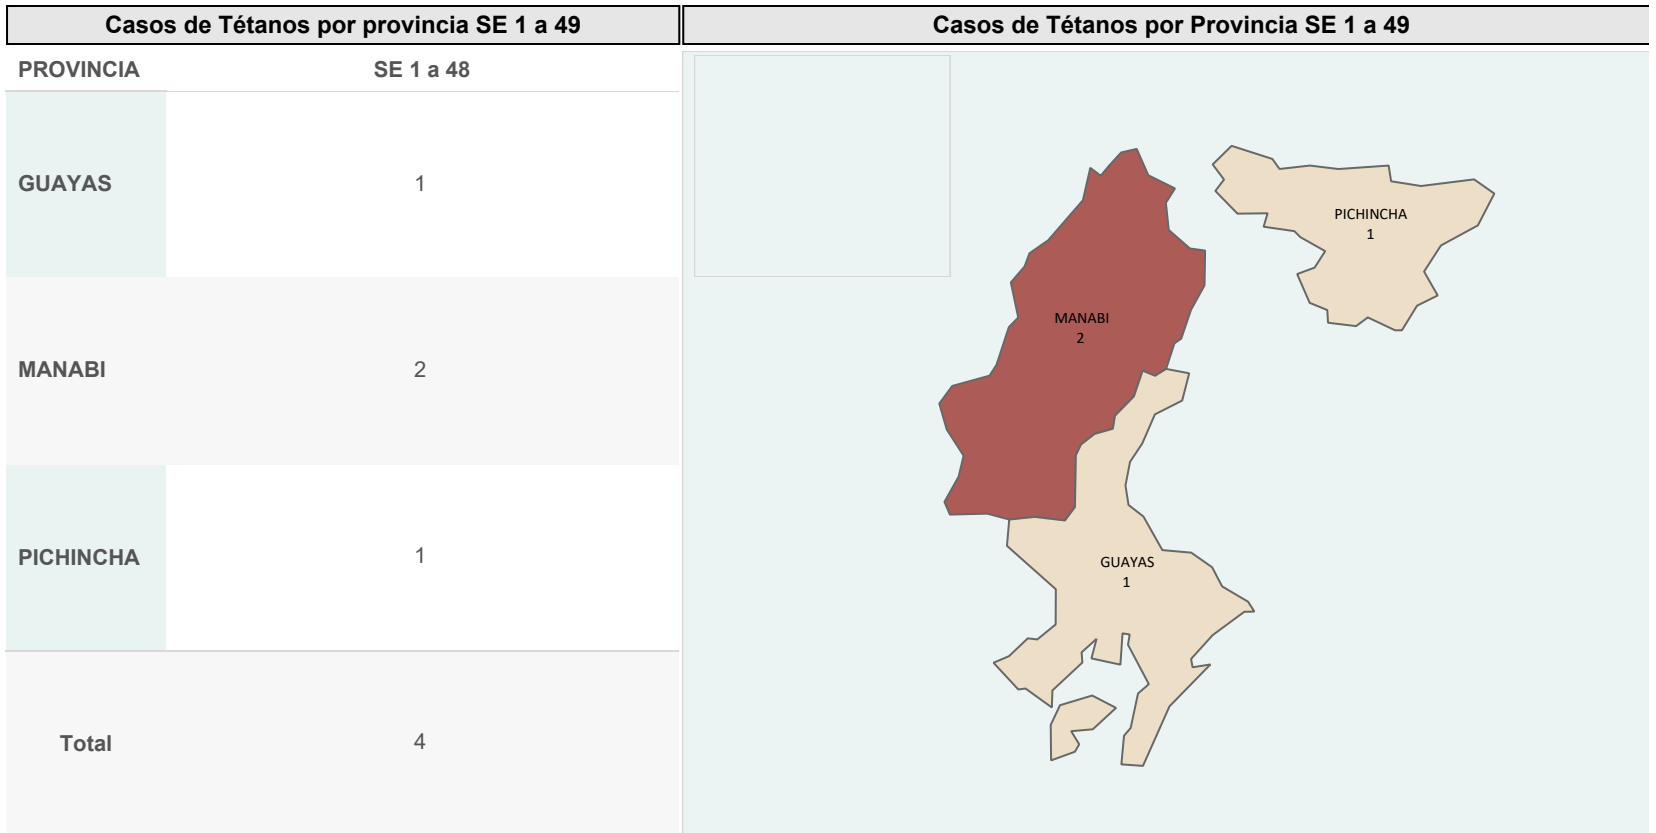 Casos de Tétanos por provincia SE 1 a 49
PROVINCIA SE 1 a 48
GUAYAS 1
MANABI 2
PICHINCHA 1
Total 4
Casos de Tétanos por Provincia SE 1 a 49
PICHINCHA
1
MANABI
2
GUAYAS
1